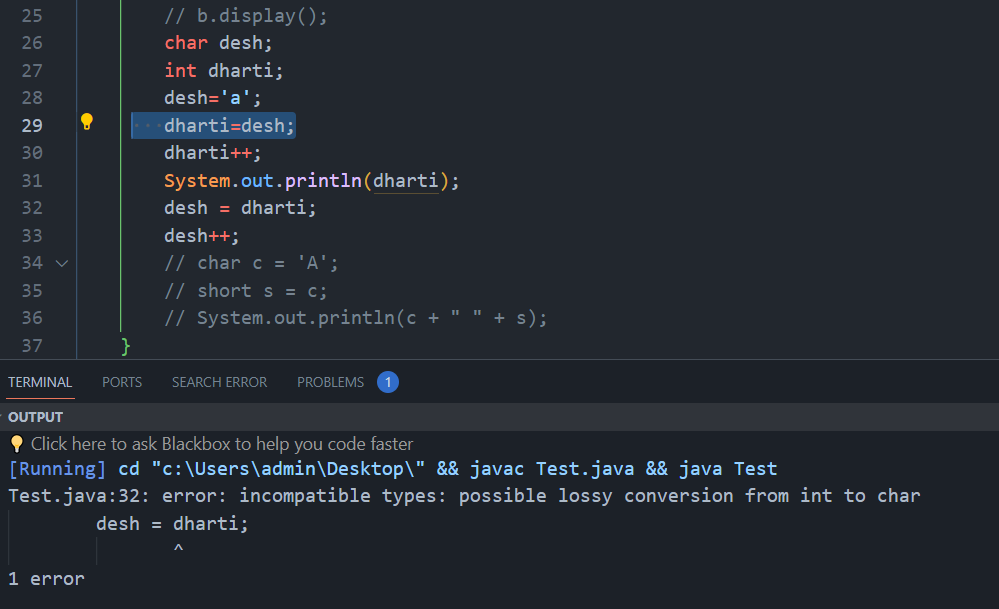 25 // b.display();
26 char desh;
27 int dharti;
28 desh='a';
29 dharti=desh;
30 dharti++;
31 System.out.println(dharti);
32 desh = dharti;
33 desh++;
34 // char c = 'A';
35 // short s = c;
36 // System.out.println(c + " " + s);
37 }
TERMINAL PORTS SEARCH ERROR PROBLEMS 1
OUTPUT
Click here to ask Blackbox to help you code faster
[Running] cd "c:\Users\admin\Desktop\" && javac Test.java && java Test
Test.java:32: error: incompatible types: possible lossy conversion from int to char
desh = dharti;
^
1 error